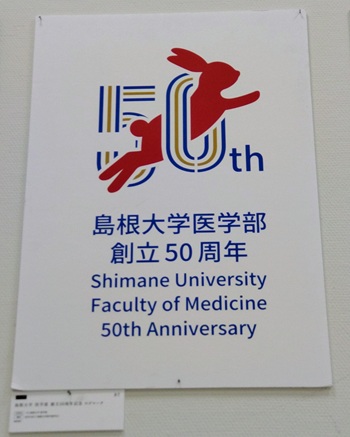 50th
島根大学医学部
創立50周年
Shimane University
Faculty of Medicine
50th Anniversary